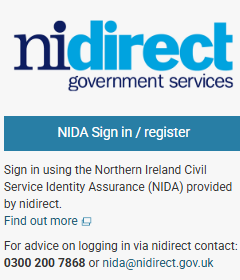 nidirect
government services
NIDA Sign in / register
Sign in using the Northern Ireland Civil
Service Identity Assurance (NIDA) provided
by nidirect.
Find out more
For advice on logging in via nidirect contact:
0300 200 7868 or nida@nidirect.gov.uk